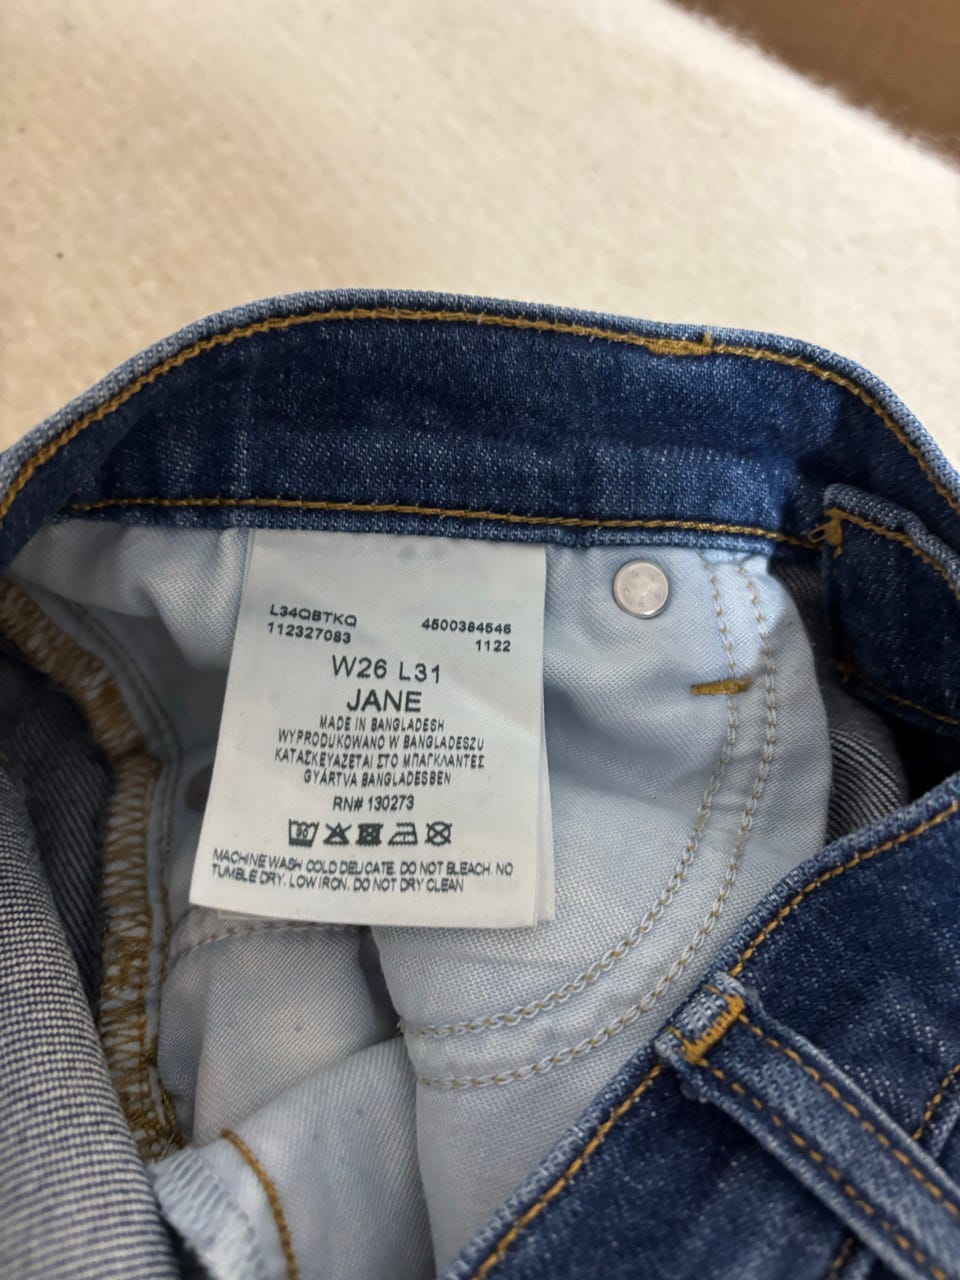 L34QBTKQ
112327083
4500384546
1122
W26 L31
JANE
MADE IN BANGLADESH
WYPRODUKOWANO W BANGLADESZU
ΚΑΤΑΣΚΕΥΑΖΕΤΑΙ ΣΤΟ ΜΠΑΓΚΛΑΝΤΕΣ
GYÁRTVA BANGLADESBEN
RN# 130273
MACHINE WASH COLD DELICATE. DO NOT BLEACH. NO
TUMBLE DRY. LOW IRON. DO NOT DRY CLEAN